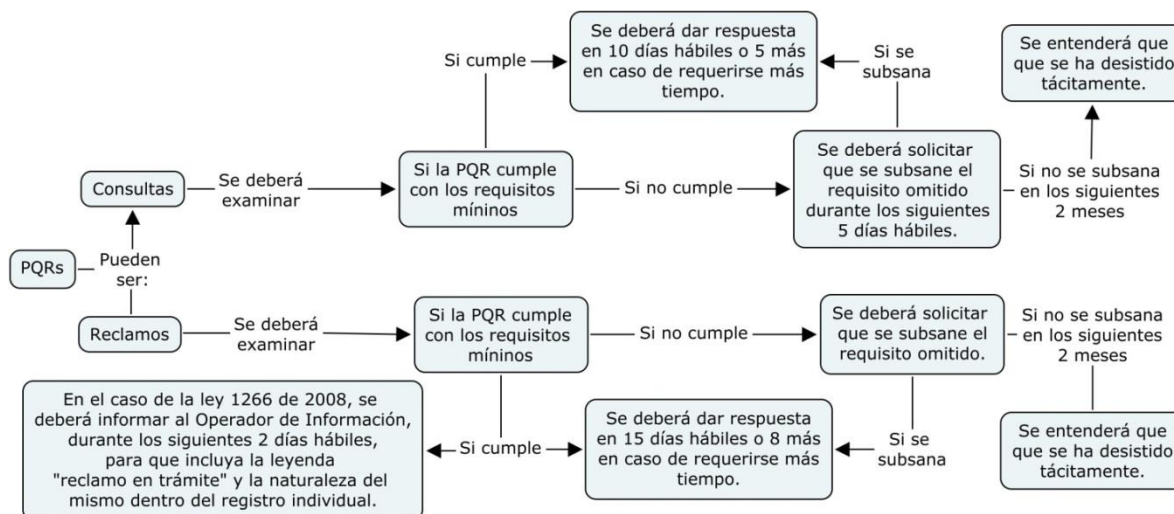 PQRs
Pueden
ser:
Consultas
Se deberá
examinar
Si la PQR cumple
con los requisitos
míninos
Si cumple
Se deberá dar respuesta
en 10 días hábiles o 5 más
en caso de requerirse más
tiempo.
Si no cumple
Se deberá solicitar
que se subsane el
requisito omitido
durante los siguientes
5 días hábiles.
Si se
subsana
Si no se subsana
en los siguientes
2 meses
Se entenderá que
que se ha desistido
tácitamente.
Reclamos
Se deberá
examinar
Si la PQR cumple
con los requisitos
míninos
Si no cumple
Se deberá solicitar
que se subsane el
requisito omitido.
Si no se subsana
en los siguientes
2 meses
Se entenderá que
que se ha desistido
tácitamente.
Si se
subsana
Se deberá dar respuesta
en 15 días hábiles o 8 más
en caso de requerirse más
tiempo.
Si cumple
En el caso de la ley 1266 de 2008, se
deberá informar al Operador de Información,
durante los siguientes 2 días hábiles,
para que incluya la leyenda
"reclamo en trámite" y la naturaleza del
mismo dentro del registro individual.